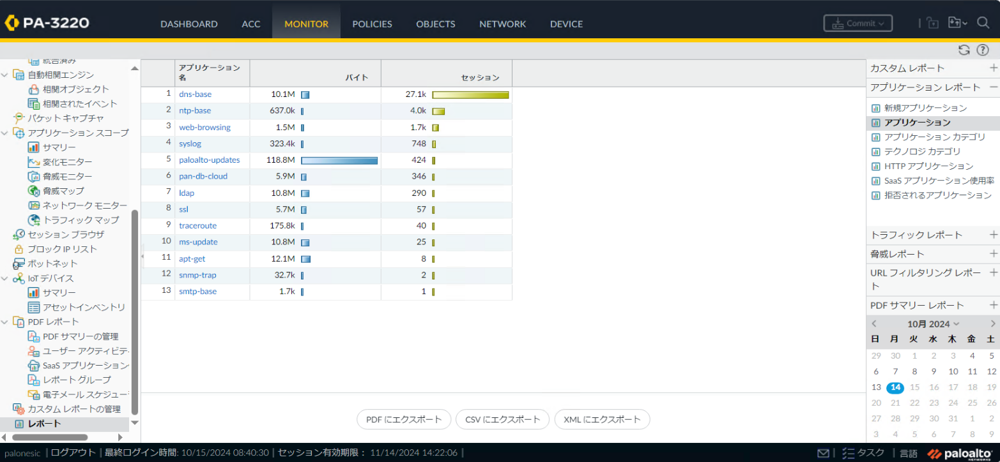 PA-3220
DASHBOARD ACC MONITOR POLICIES OBJECTS NETWORK DEVICE Commit
統合済み
自動相関エンジン
相関オブジェクト
相関されたイベント
パケット キャプチャ
アプリケーション スコープ
サマリー
変化モニター
脅威モニター
脅威マップ
ネットワーク モニター
トラフィック マップ
セッション ブラウザ
ブロック IP リスト
ボットネット
IoT デバイス
サマリー
アセットインベントリ
PDF レポート
PDF サマリーの管理
ユーザー アクティビティ
SaaS アプリケーション
レポート グループ
電子メール スケジュー
カスタム レポートの管理
レポート
アプリケーション
名 バイト セッション
1 dns-base 10.1M 27.1k
2 ntp-base 637.0k 4.0k
3 web-browsing 1.5M 1.7k
4 syslog 323.4k 748
5 paloalto-updates 118.8M 424
6 pan-db-cloud 5.9M 346
7 ldap 10.8M 290
8 ssl 5.7M 57
9 traceroute 175.8k 40
10 ms-update 10.8M 25
11 apt-get 12.1M 8
12 snmp-trap 32.7k 2
13 smtp-base 1.7k 1
PDF にエクスポート CSV にエクスポート XML にエクスポート
カスタム レポート
アプリケーション レポート
新規アプリケーション
アプリケーション
アプリケーション カテゴリ
テクノロジ カテゴリ
HTTP アプリケーション
SaaS アプリケーション使用率
拒否されるアプリケーション
トラフィック レポート
脅威レポート
URL フィルタリング レポー
ト
PDF サマリー レポート
10月 2024
日 月 火 水 木 金 土
29 30 1 2 3 4 5
6 7 8 9 10 11 12
13 14 15 16 17 18 19
20 21 22 23 24 25 26
27 28 29 30 31 1 2
3 4 5 6 7 8 9
palonesic | ログアウト | 最終ログイン時間: 10/15/2024 08:40:30 | セッション有効期限： 11/14/2024 14:22:06 |
タスク | 言語 paloalto
NETWORKS